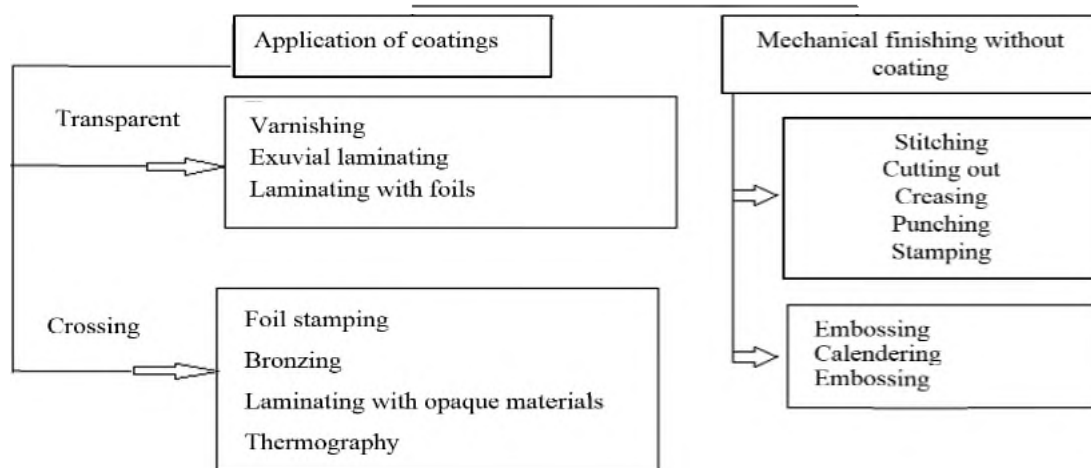 Application of coatings
Transparent
Varnishing
Exuvial laminating
Laminating with foils
Crossing
Foil stamping
Bronzing
Laminating with opaque materials
Thermography
Mechanical finishing without
coating
Stitching
Cutting out
Creasing
Punching
Stamping
Embossing
Calendering
Embossing